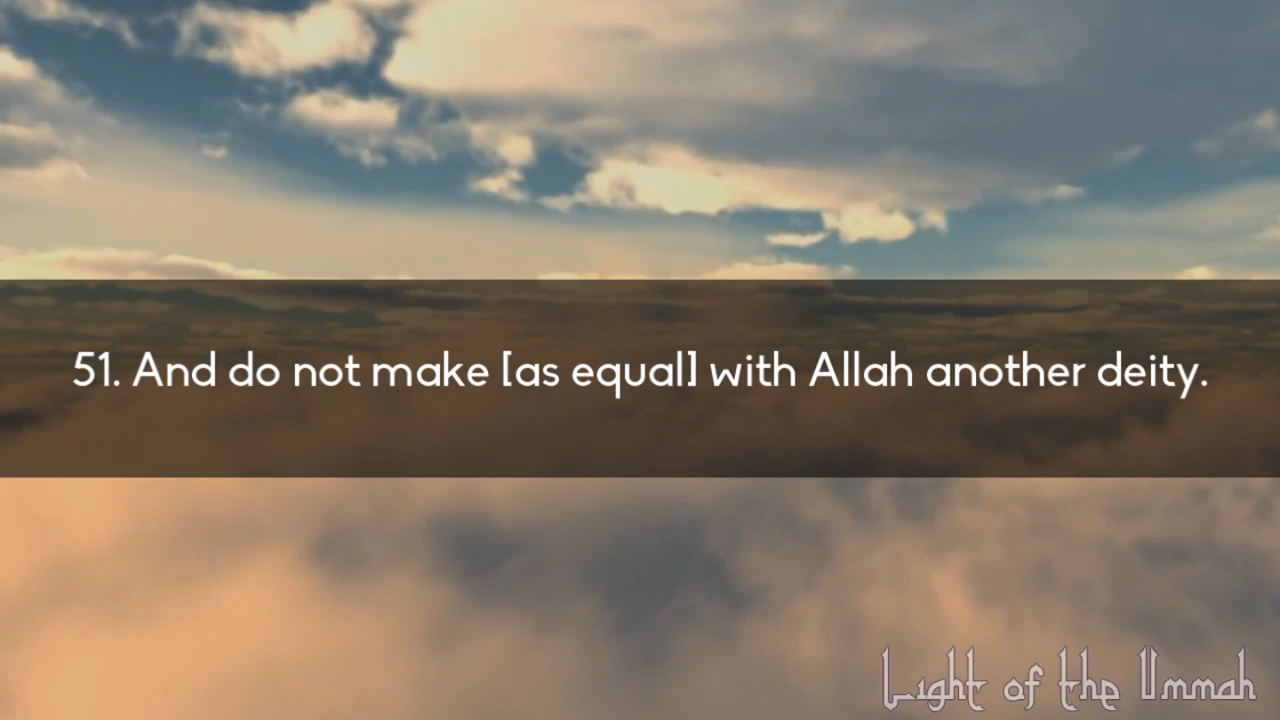 51. And do not make [as equal] with Allah another deity.
Light of the Ummah